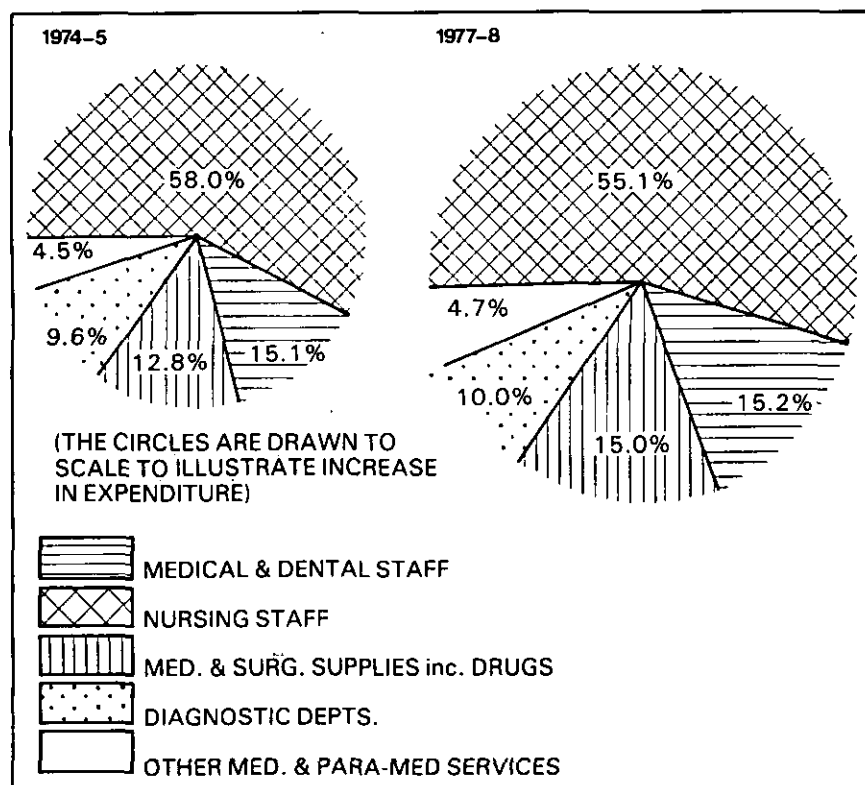 1974–5
1977–8
58.0%
4.5%
9.6%
12.8%
15.1%
55.1%
4.7%
10.0%
15.0%
15.2%
(THE CIRCLES ARE DRAWN TO
SCALE TO ILLUSTRATE INCREASE
IN EXPENDITURE)
MEDICAL & DENTAL STAFF
NURSING STAFF
MED. & SURG. SUPPLIES inc. DRUGS
DIAGNOSTIC DEPTS.
OTHER MED. & PARA-MED SERVICES